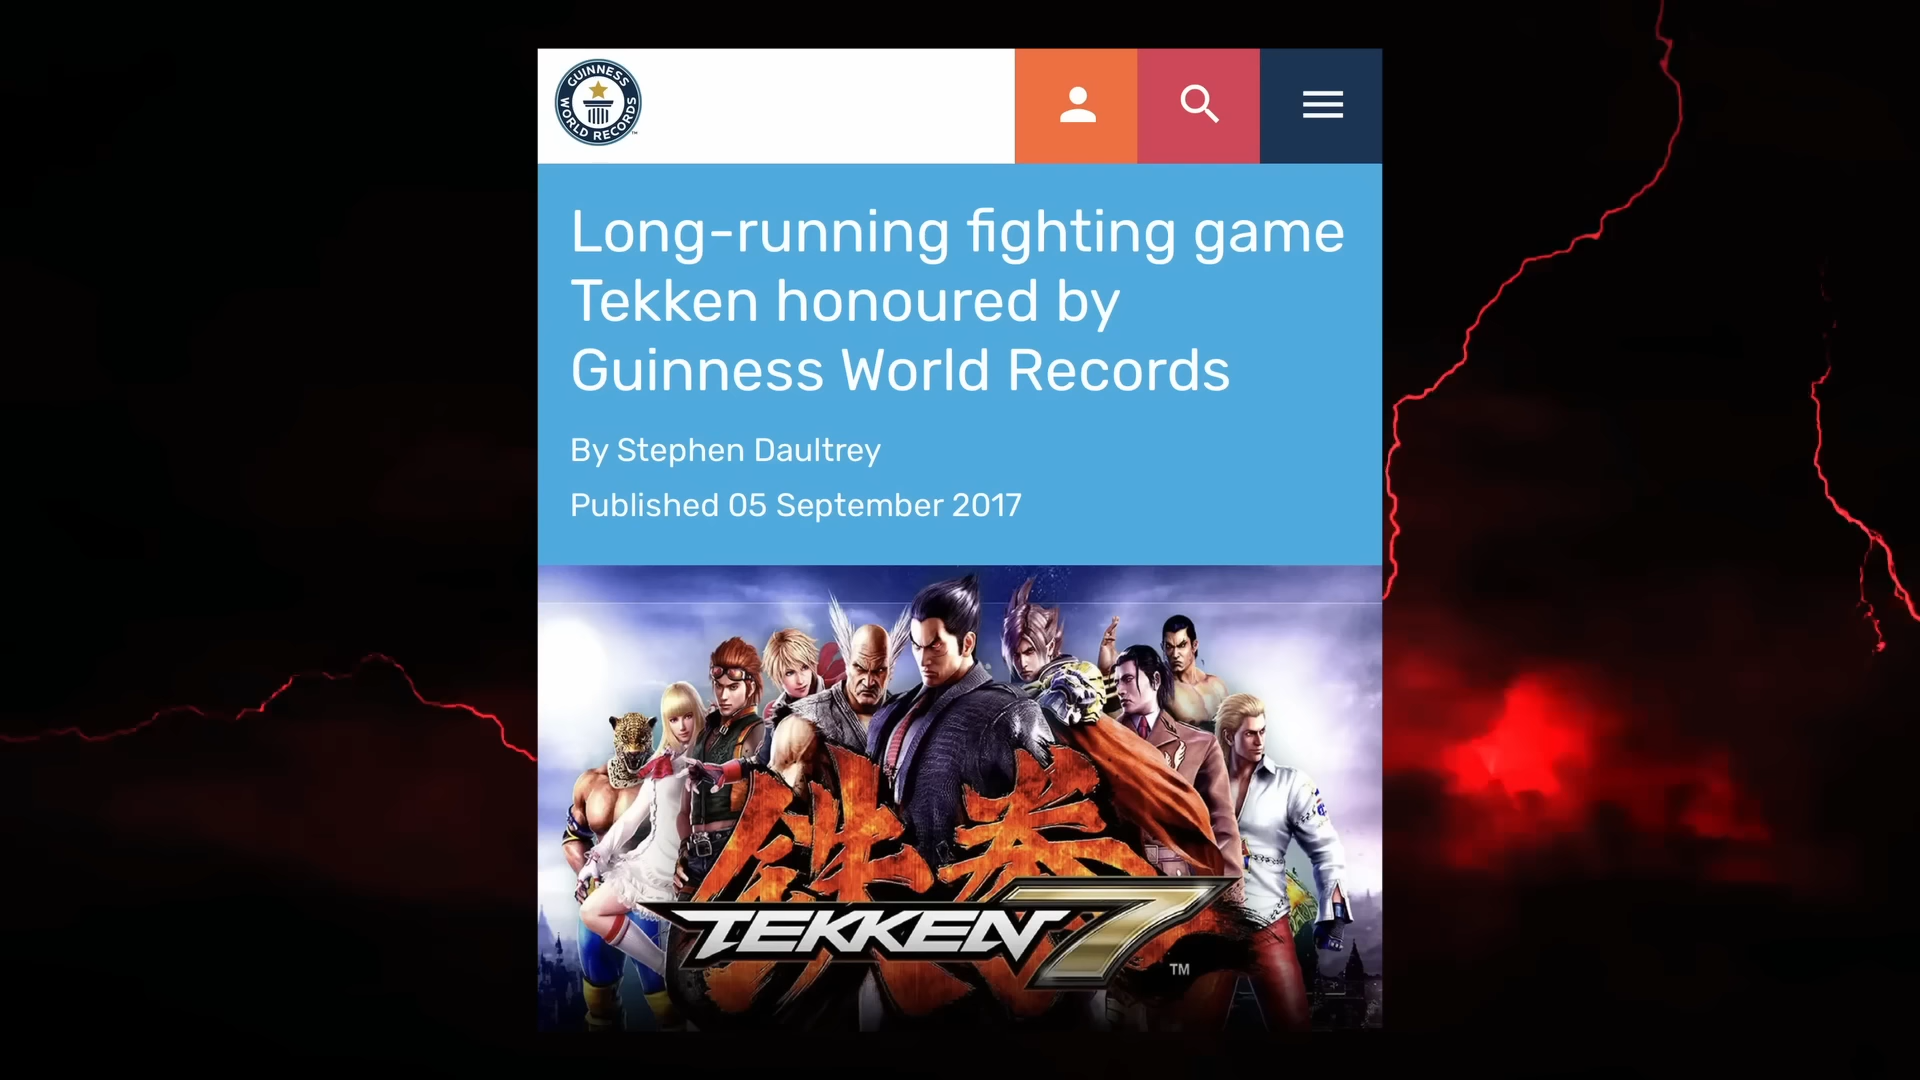 GUINNESS
WORLD RECORDS
Long-running fighting game
Tekken honoured by
Guinness World Records
By Stephen Daultrey
Published 05 September 2017
鉄拳
TEKKEN 7
TM